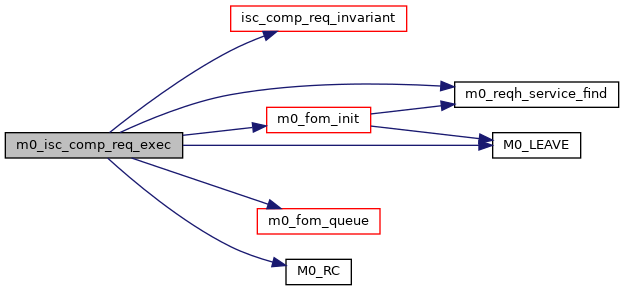 isc_comp_req_invariant
m0_reqh_service_find
m0_fom_init
m0_isc_comp_req_exec
M0_LEAVE
m0_fom_queue
M0_RC